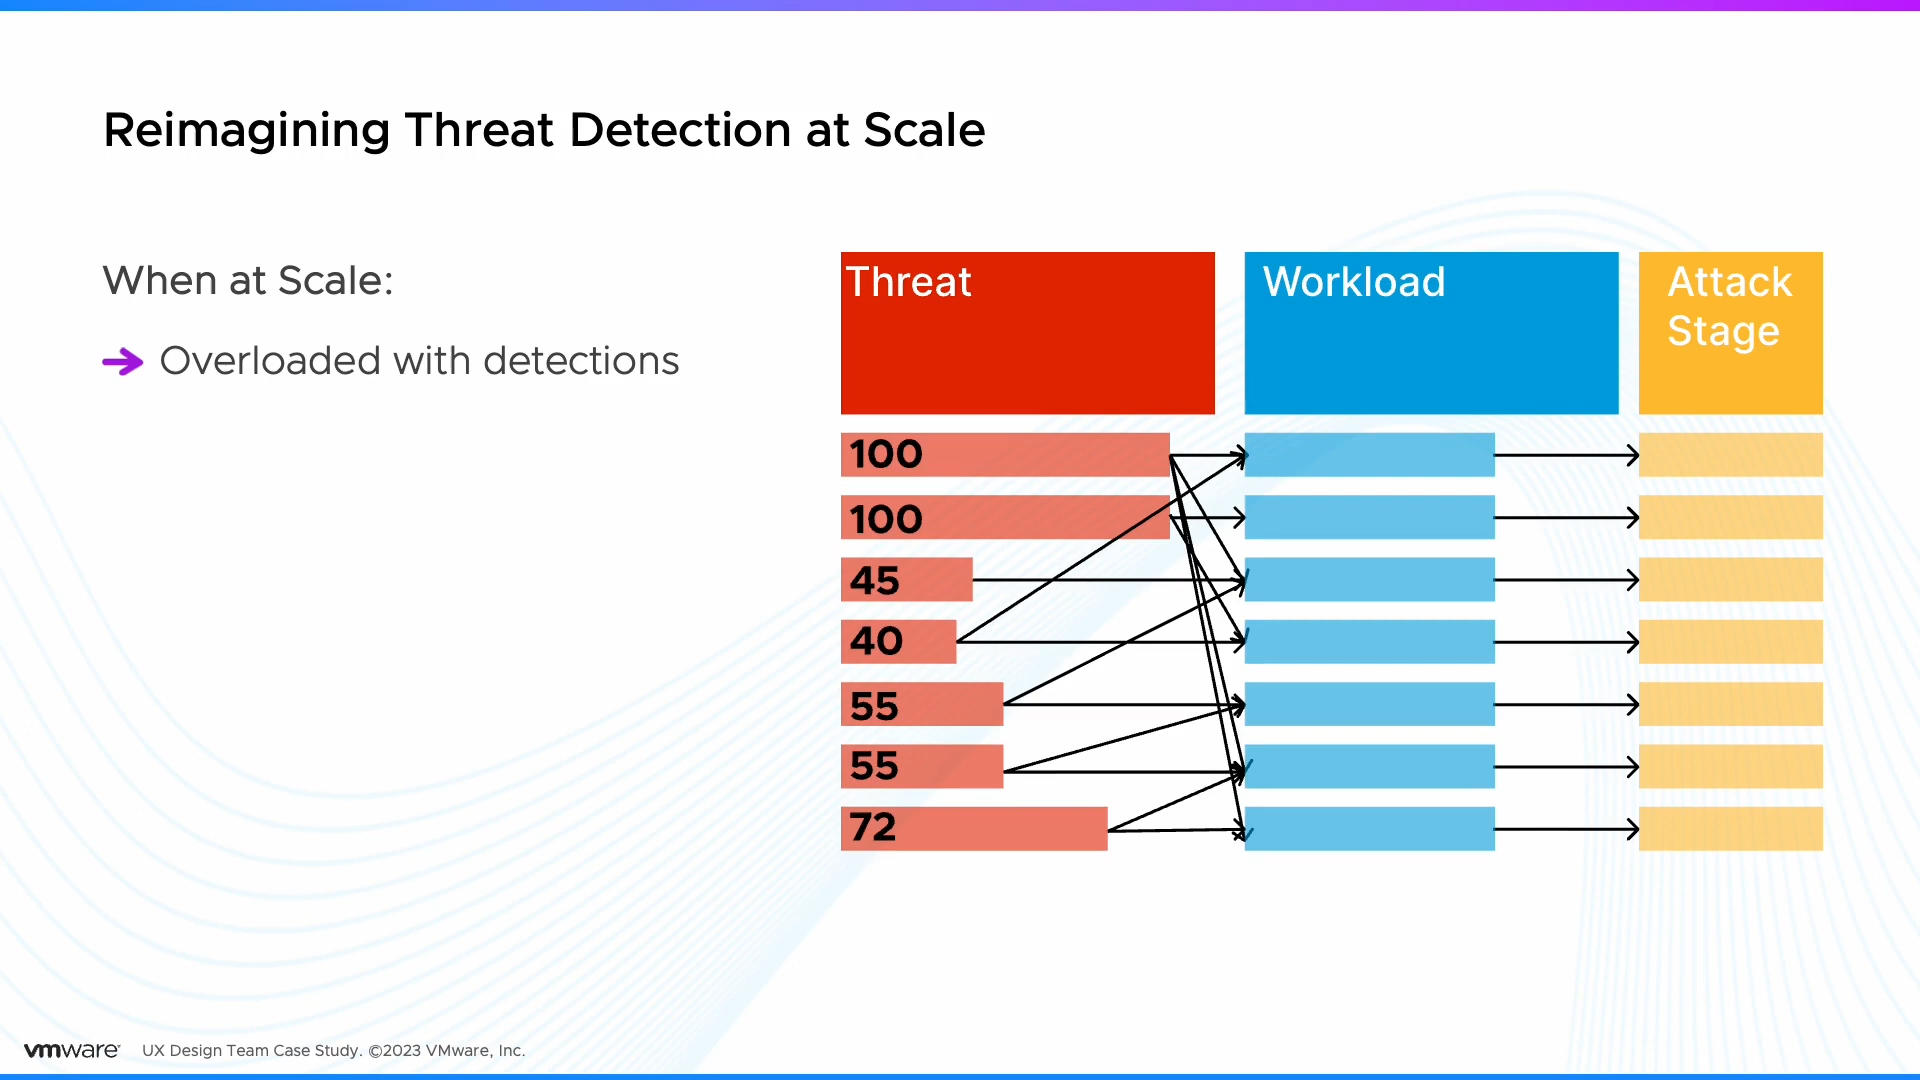 Reimagining Threat Detection at Scale
When at Scale:
Overloaded with detections
Threat
Workload
Attack
Stage
100
100
45
40
55
55
72
vmware
UX Design Team Case Study. ©2023 VMware, Inc.